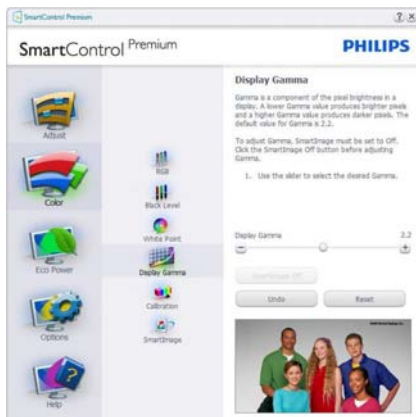 SmartControl Premium
? X
SmartControl Premium
PHILIPS
Adjust
Color
Eco Power
Options
Help
RGB
Black Level
White Point
Display Gamma
Calibration
SmartImage
Display Gamma
Gamma is a component of the pixel brightness in a
display. A lower Gamma value produces brighter pixels
and a higher Gamma value produces darker pixels. The
default value for Gamma is 2.2.
To adjust Gamma, SmartImage must be set to Off.
Click the SmartImage Off button before adjusting
Gamma.
1. Use the slider to select the desired Gamma.
Display Gamma 2.2
SmartImage Off
Undo
Reset